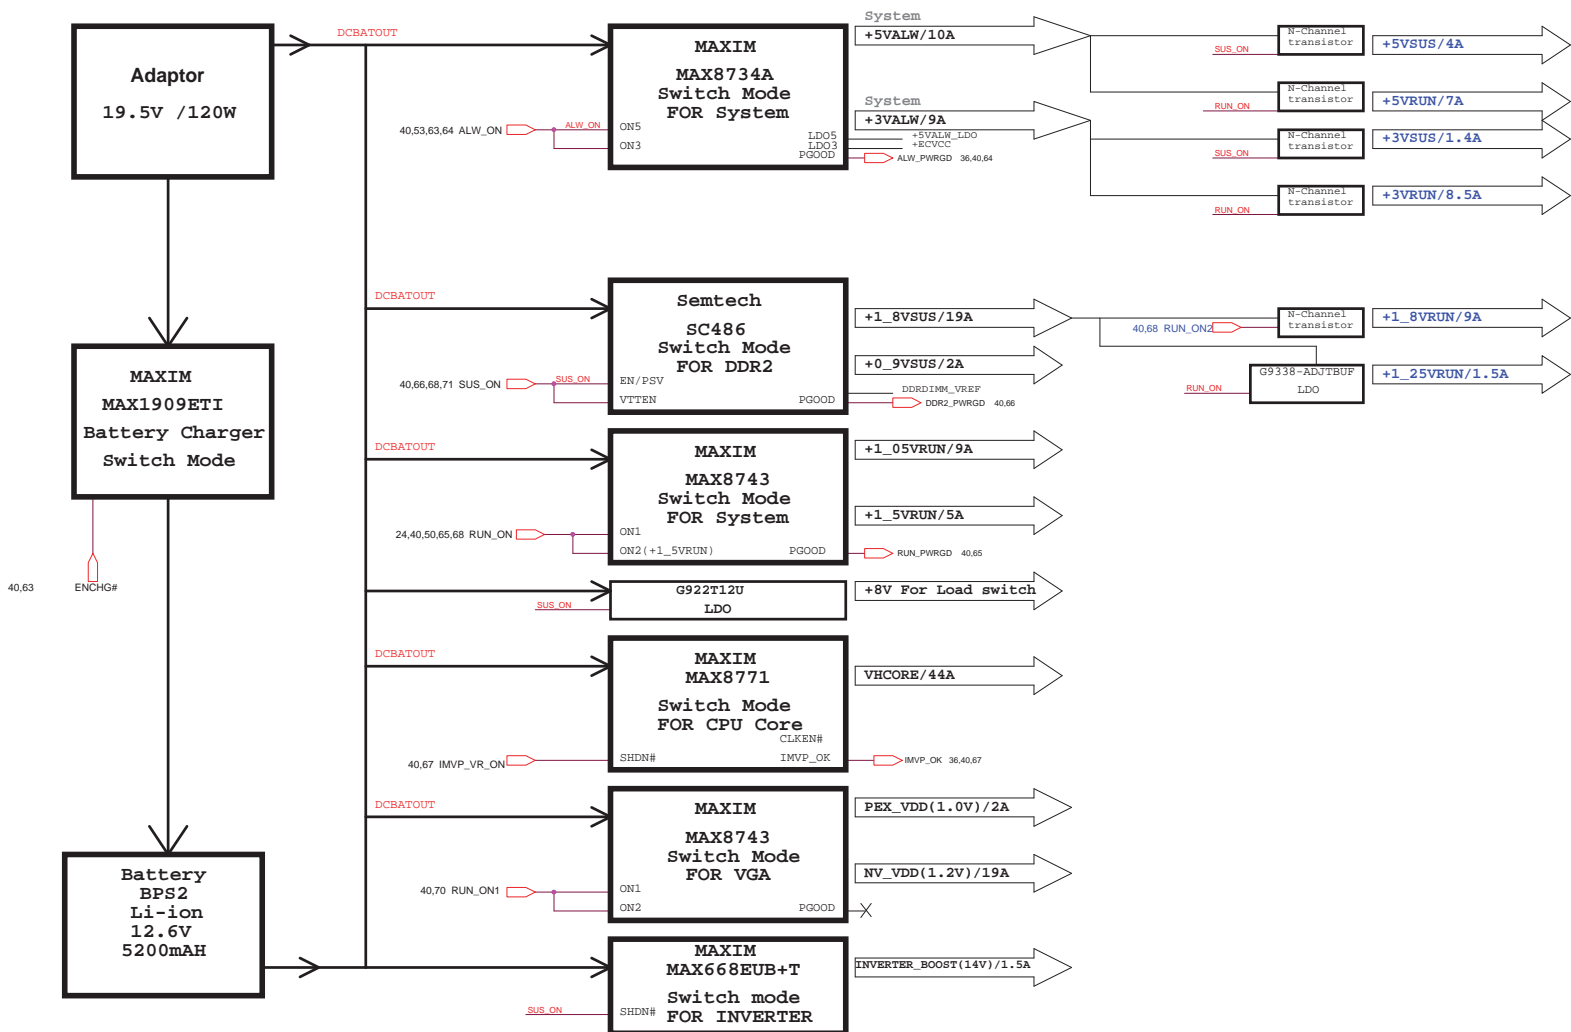 Adaptor
19.5V /120W
MAXIM
MAX1909ETI
Battery Charger
Switch Mode
40,63 ENCHG#
Battery
BPS2
Li-ion
12.6V
5200mAH
DCBATOUT
MAXIM
MAX8734A
Switch Mode
FOR System
40,53,63,64 ALW_ON
ALW_ON
ON5
ON3
LDO5
LDO3
PGOOD
+5VALW_LDO
+ECVCC
ALW_PWRGD 36,40,64
System
+5VALW/10A
System
+3VALW/9A
N-Channel
transistor
SUS_ON
+5VSUS/4A
N-Channel
transistor
RUN_ON
+5VRUN/7A
N-Channel
transistor
SUS_ON
+3VSUS/1.4A
N-Channel
transistor
RUN_ON
+3VRUN/8.5A
DCBATOUT
Semtech
SC486
Switch Mode
FOR DDR2
40,66,68,71 SUS_ON
SUS_ON
EN/PSV
VTTEN
PGOOD
+1_8VSUS/19A
+0_9VSUS/2A
DDRDIMM_VREF
DDR2_PWRGD 40,66
40,68 RUN_ON2
N-Channel
transistor
+1_8VRUN/9A
RUN_ON
G9338-ADJTBUF
LDO
+1_25VRUN/1.5A
DCBATOUT
MAXIM
MAX8743
Switch Mode
FOR System
24,40,50,65,68 RUN_ON
ON1
ON2(+1_5VRUN)
PGOOD
+1_05VRUN/9A
+1_5VRUN/5A
RUN_PWRGD 40,65
SUS_ON
G922T12U
LDO
+8V For Load switch
DCBATOUT
MAXIM
MAX8771
Switch Mode
FOR CPU Core
CLKEN#
40,67 IMVP_VR_ON
SHDN#
IMVP_OK
IMVP_OK 36,40,67
VHCORE/44A
DCBATOUT
MAXIM
MAX8743
Switch Mode
FOR VGA
40,70 RUN_ON1
ON1
ON2
PGOOD
PEX_VDD(1.0V)/2A
NV_VDD(1.2V)/19A
MAXIM
MAX668EUB+T
Switch mode
FOR INVERTER
SUS_ON
SHDN#
INVERTER_BOOST(14V)/1.5A